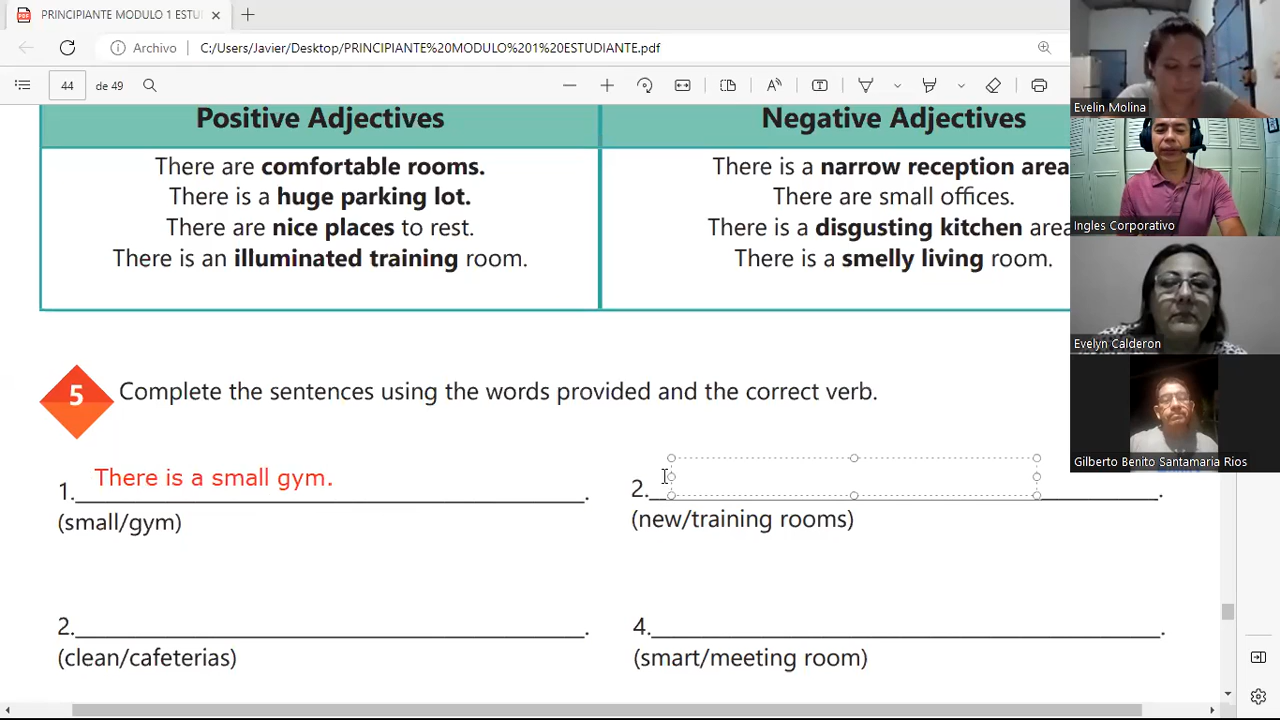 PRINCIPIANTE MODULO 1 ESTU
Archivo
C:/Users/Javier/Desktop/PRINCIPIANTE%20MODULO%201%20ESTUDIANTE.pdf
44
de 49
Positive Adjectives
There are comfortable rooms.
There is a huge parking lot.
There are nice places to rest.
There is an illuminated training room.
Negative Adjectives
There is a narrow reception area
There are small offices.
There is a disgusting kitchen area
There is a smelly living room.
5
Complete the sentences using the words provided and the correct verb.
There is a small gym.
1.____________________.
(small/gym)
2.____________________.
(new/training rooms)
2.____________________.
(clean/cafeterias)
4.____________________.
(smart/meeting room)
Evelin Molina
Ingles Corporativo
Evelyn Calderon
Gilberto Benito Santamaria Rios